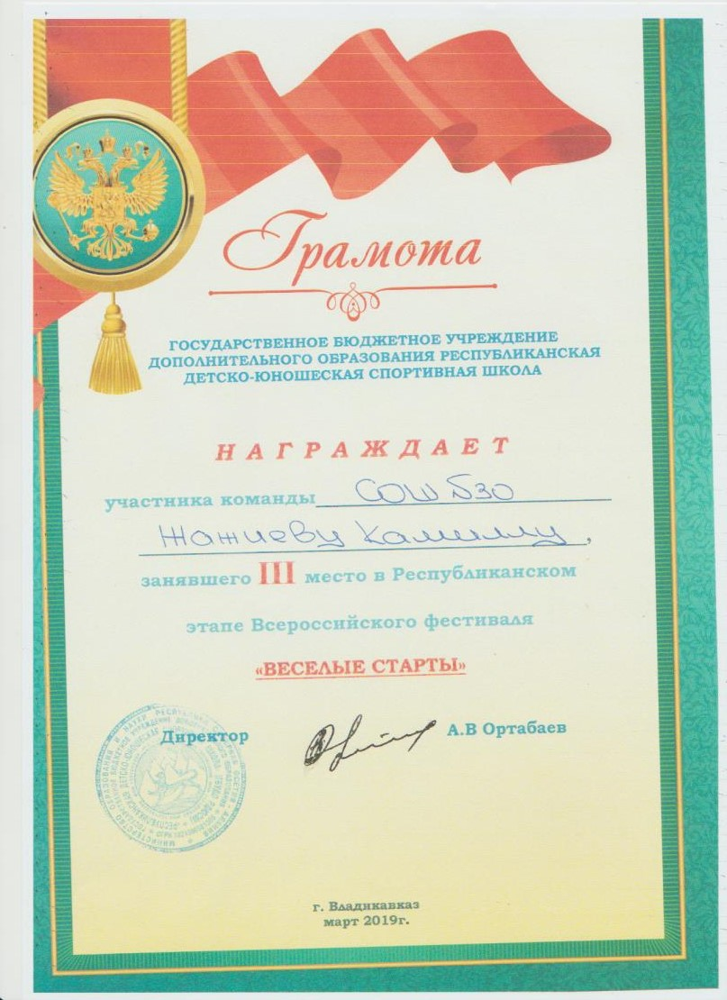 Грамота
ГОСУДАРСТВЕННОЕ БЮДЖЕТНОЕ УЧРЕЖДЕНИЕ
ДОПОЛНИТЕЛЬНОГО ОБРАЗОВАНИЯ РЕСПУБЛИКАНСКАЯ
ДЕТСКО-ЮНОШЕСКАЯ СПОРТИВНАЯ ШКОЛА
НАГРАЖДАЕТ
участника команды СОШ №30
Жажиеву Камиллу,
занявшего III место в Республиканском
этапе Всероссийского фестиваля
«ВЕСЕЛЫЕ СТАРТЫ»
Директор А.В Ортабаев
г. Владикавказ
март 2019г.